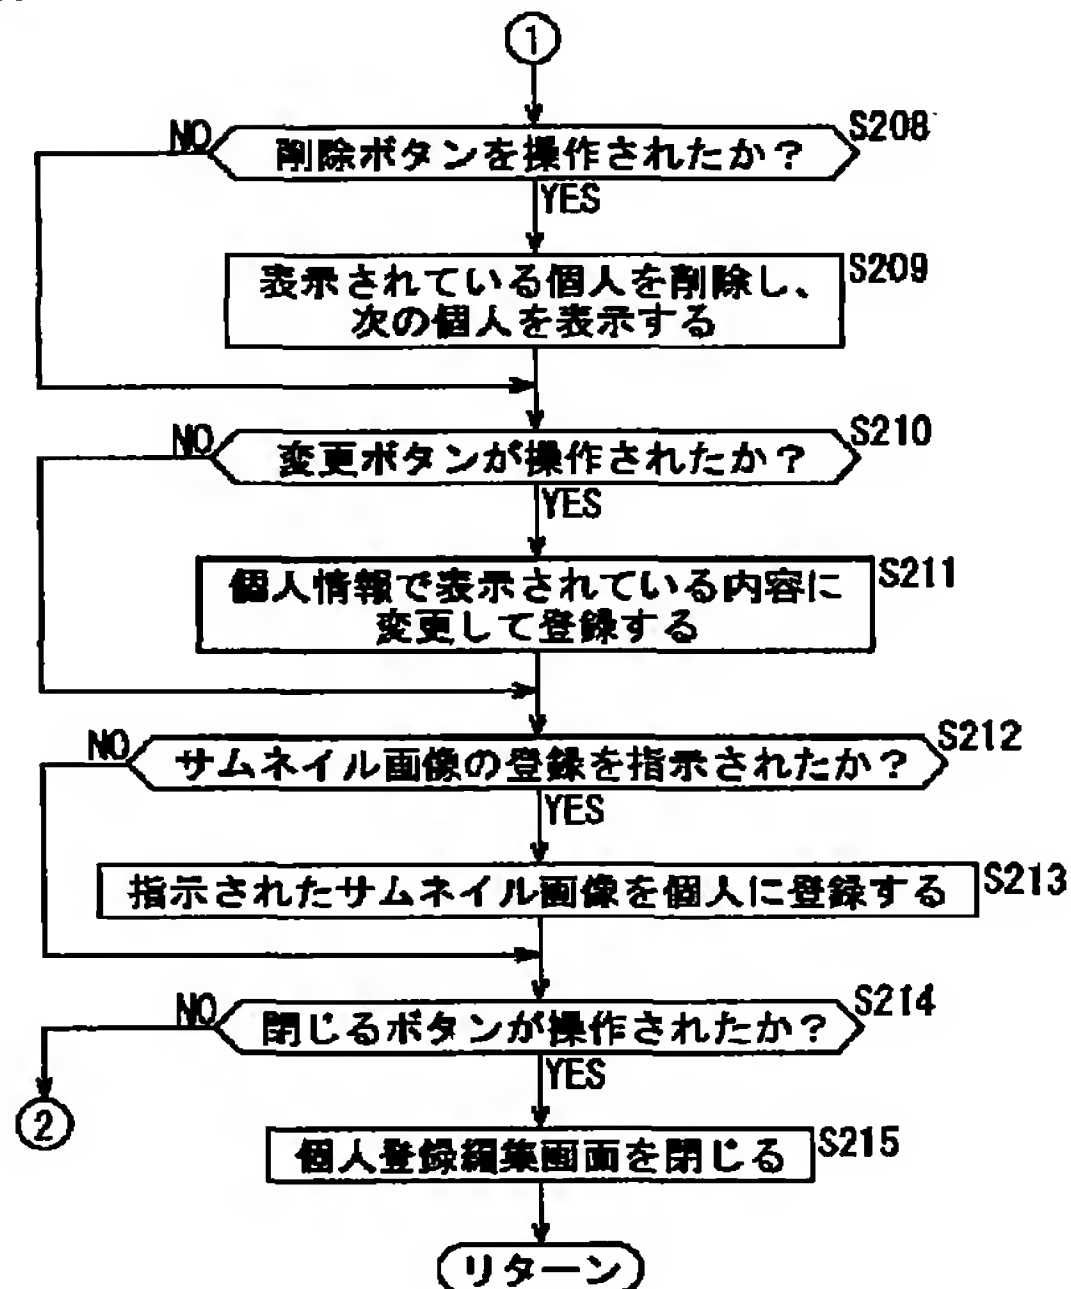 1
NO
削除ボタンを操作されたか？
S208
YES
表示されている個人を削除し、
次の個人を表示する
S209
NO
変更ボタンが操作されたか？
S210
YES
個人情報で表示されている内容に
変更して登録する
S211
NO
サムネイル画像の登録を指示されたか？
S212
YES
指示されたサムネイル画像を個人に登録する
S213
NO
閉じるボタンが操作されたか？
S214
YES
2
個人登録編集画面を閉じる
S215
リターン